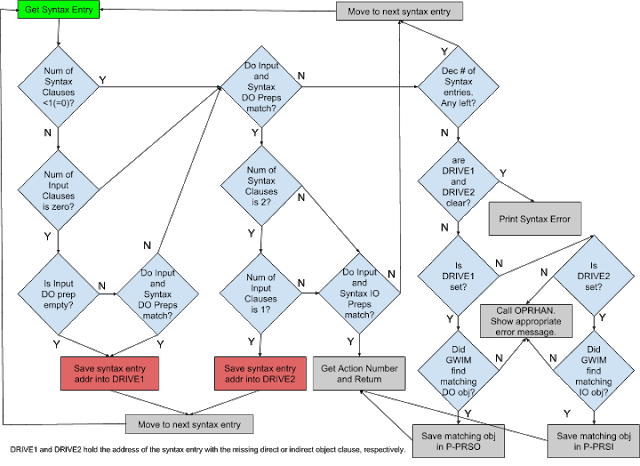 Get Syntax Entry
Move to next syntax entry
Num of
Syntax
Clauses
<1(=0)?
Y
N
Do Input
and
Syntax
DO Preps
match?
N
Y
Dec # of
Syntax
entries.
Any left?
Y
N
Num of
Input
Clauses
is zero?
N
Y
Num of
Syntax
Clauses
is 2?
N
Y
are
DRIVE1
and
DRIVE2
clear?
Y
N
Print Syntax Error
Is Input
DO prep
empty?
N
Y
Do Input
and
Syntax
DO Preps
match?
N
Y
Num of
Input
Clauses
is 1?
N
Y
Do Input
and
Syntax IO
Preps
match?
N
Y
Is
DRIVE1
set?
N
Y
Is
DRIVE2
set?
N
Y
Call OPRHAN.
Show appropriate
error message.
Save syntax entry
addr into DRIVE1
Save syntax entry
addr into DRIVE2
Get Action Number
and Return
Did
GWIM
find
matching
DO obj?
N
Y
Did
GWIM
find
matching
IO obj?
N
Y
Move to next syntax entry
Save matching obj
in P-PRSO
Save matching obj
in P-PRSI
DRIVE1 and DRIVE2 hold the address of the syntax entry with the missing direct or indirect object clause, respectively.